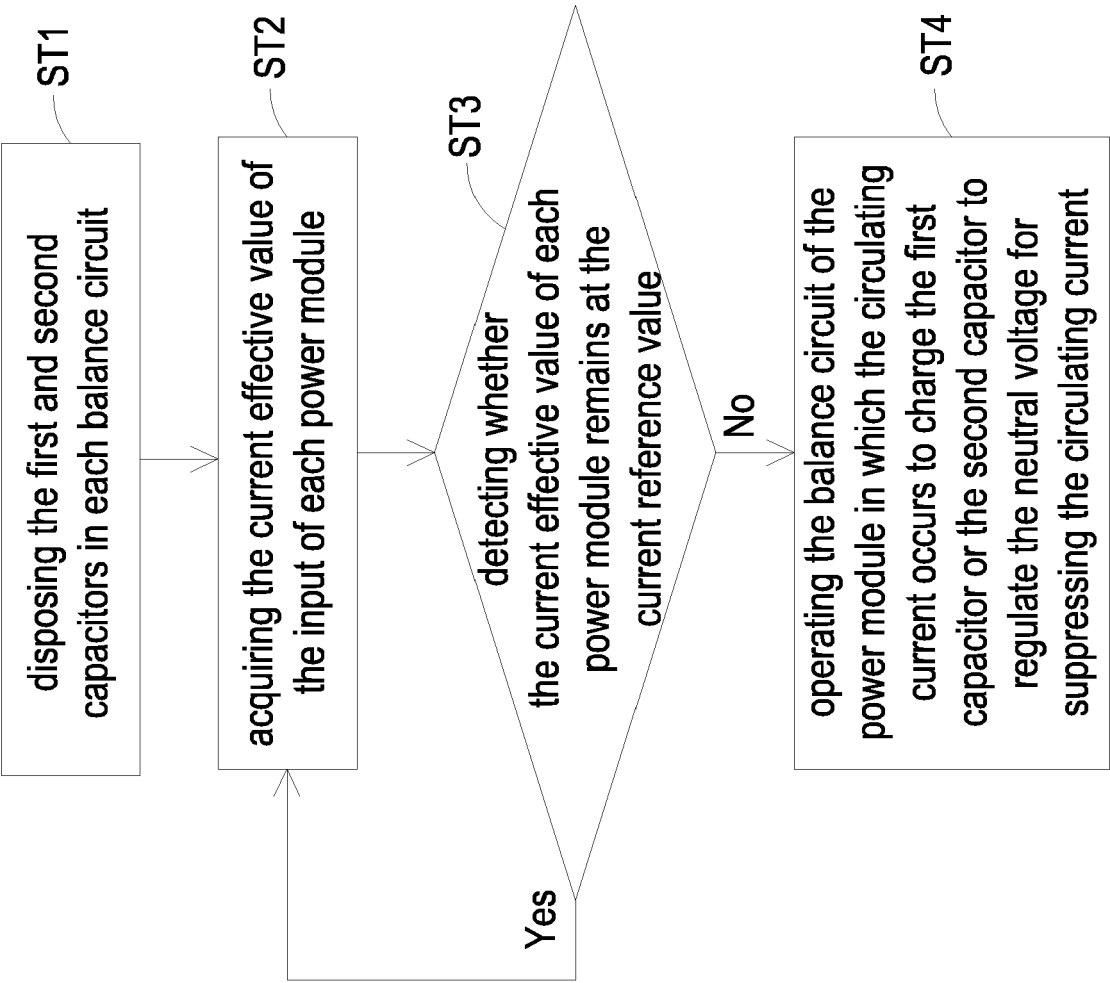 ST1
disposing the first and second
capacitors in each balance circuit
ST2
acquiring the current effective value of
the input of each power module
ST3
detecting whether
the current effective value of each
power module remains at the
current reference value
Yes
No
ST4
operating the balance circuit of the
power module in which the circulating
current occurs to charge the first
capacitor or the second capacitor to
regulate the neutral voltage for
suppressing the circulating current